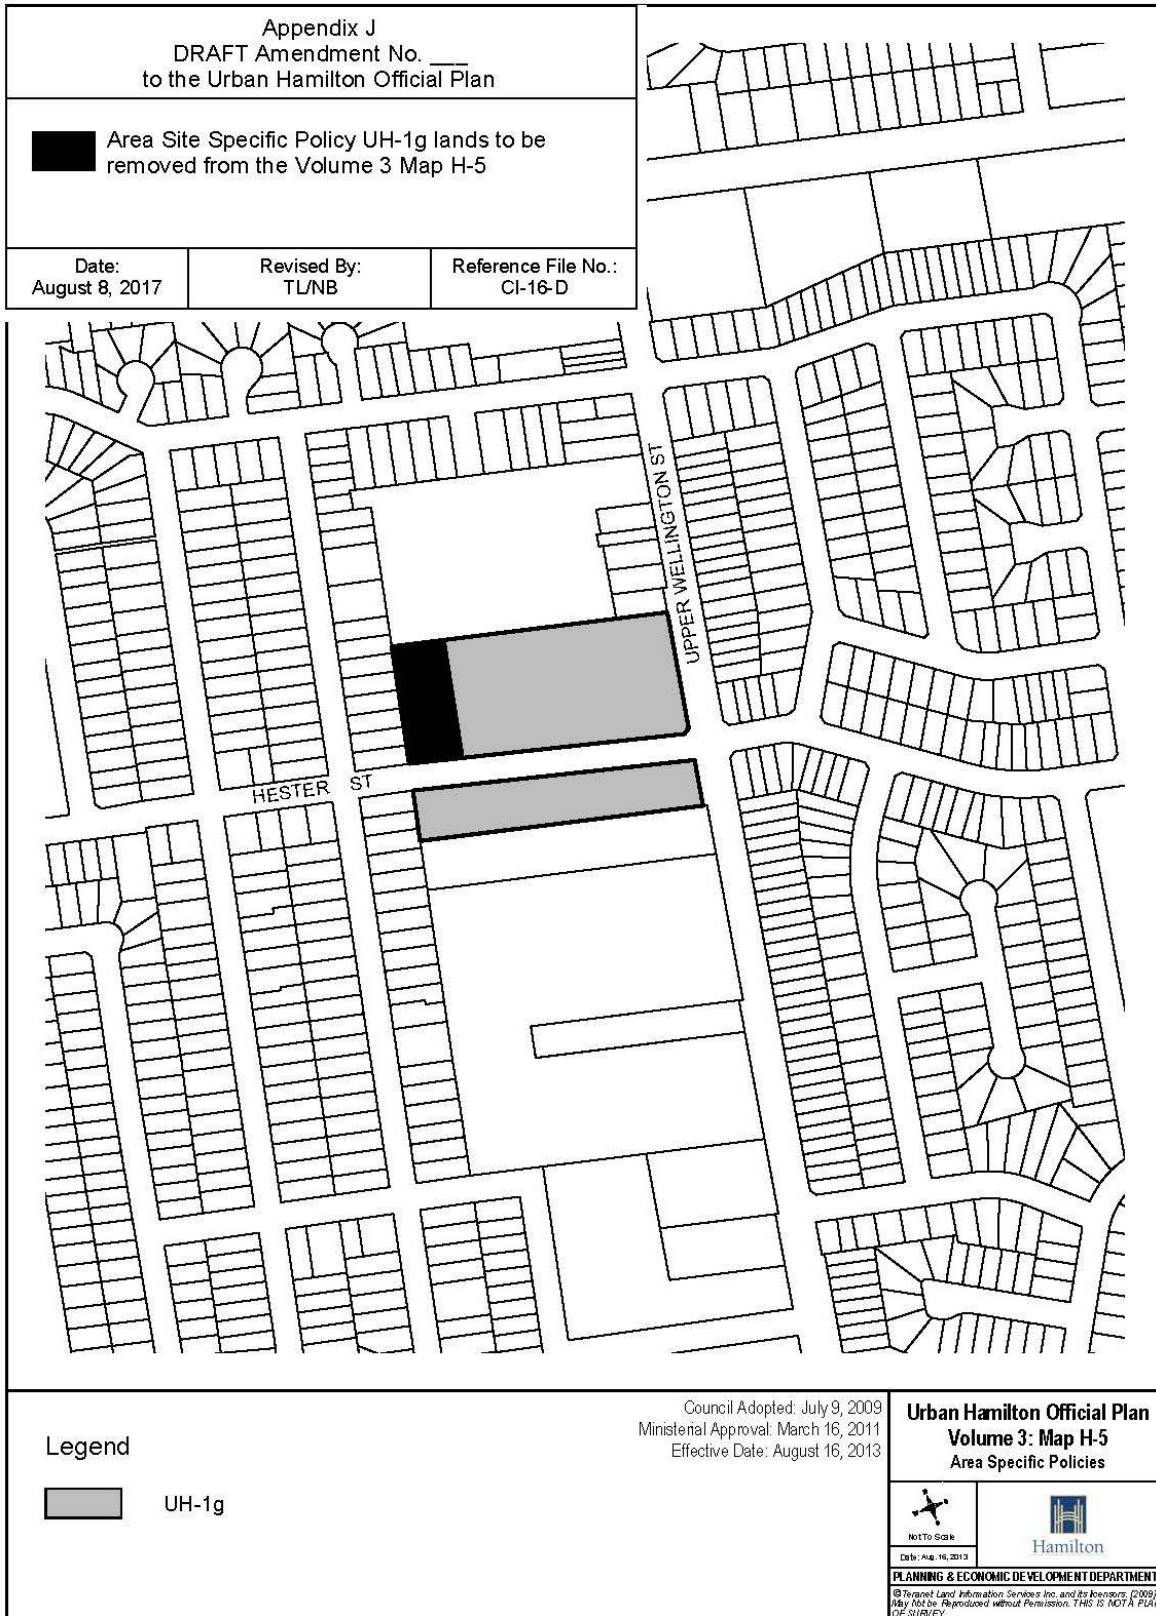 Appendix J
DRAFT Amendment No. ___
to the Urban Hamilton Official Plan
Area Site Specific Policy UH-1g lands to be
removed from the Volume 3 Map H-5
Date:
August 8, 2017
Revised By:
TL/NB
Reference File No.:
CI-16-D
UPPER WELLINGTON ST
HESTER ST
Legend
UH-1g
Council Adopted: July 9, 2009
Ministerial Approval: March 16, 2011
Effective Date: August 16, 2013
Urban Hamilton Official Plan
Volume 3: Map H-5
Area Specific Policies
Not To Scale
Date: Aug. 16, 2013
Hamilton
PLANNING & ECONOMIC DEVELOPMENT DEPARTMENT
© Teranet Land Information Services Inc. and its licensors. [2009]
May Not be Reproduced without Permission. THIS IS NOT A PLA
OF SURVEY